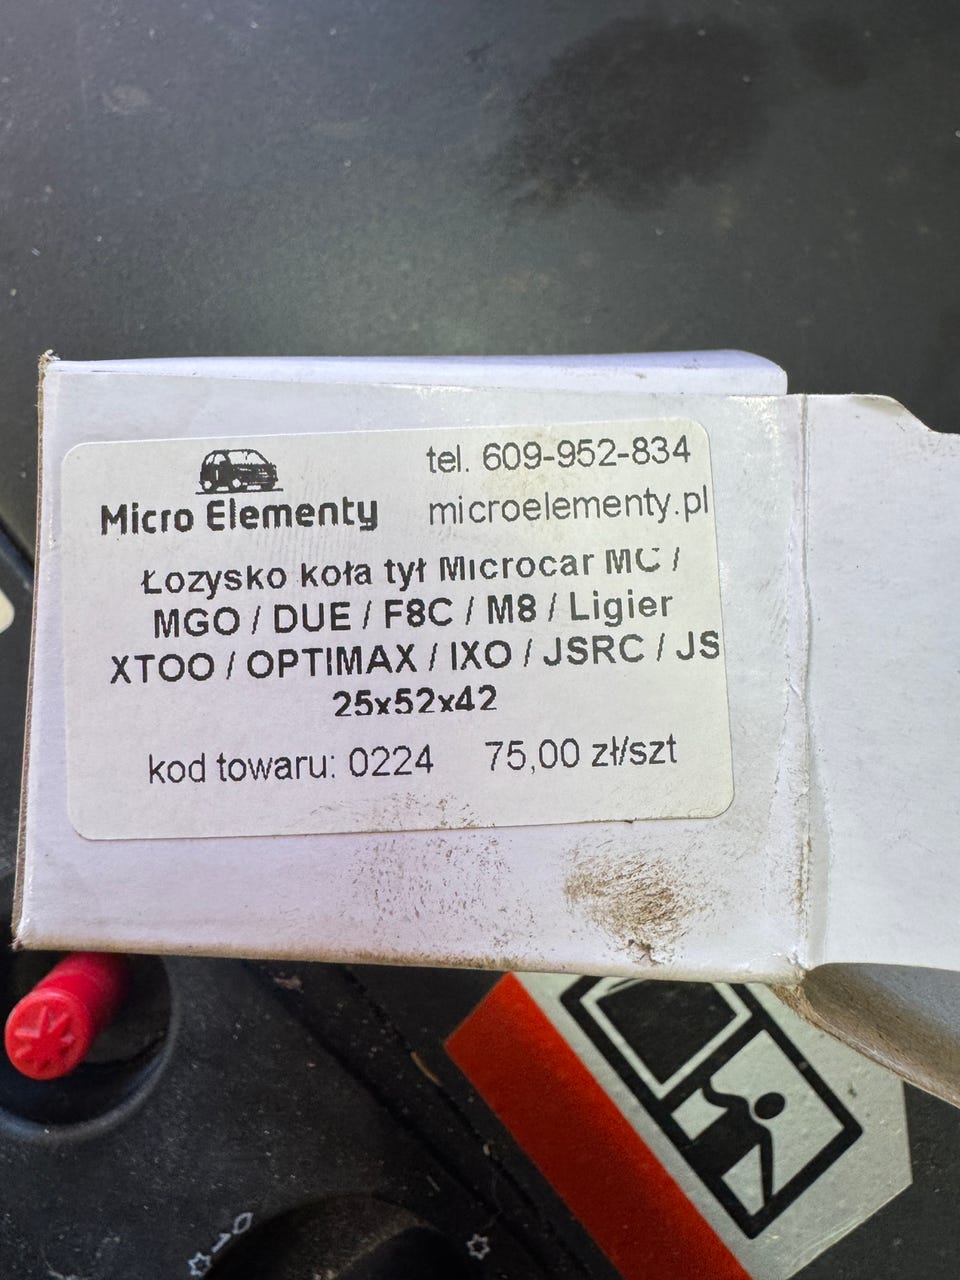 Micro Elementy
tel. 609-952-834
microelementy.pl
Łozysko koła tył Microcar MC /
MGO / DUE / F8C / M8 / Ligier
XTOO / OPTIMAX / IXO / JSRC / JS
25x52x42
kod towaru: 0224 75,00 zł/szt